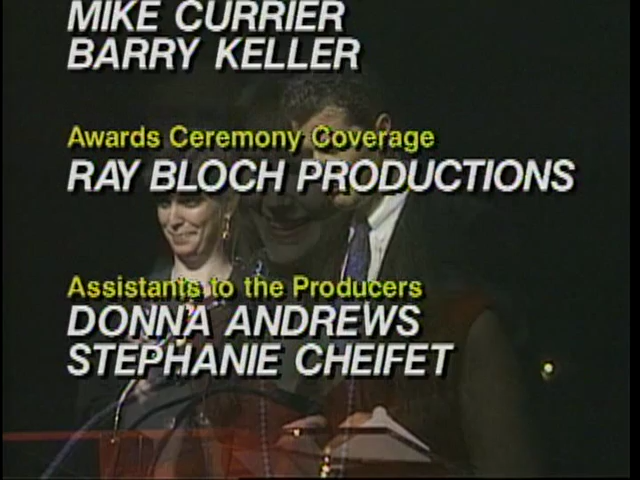 MIKE CURRIER
BARRY KELLER
Awards Ceremony Coverage
RAY BLOCH PRODUCTIONS
Assistants to the Producers
DONNA ANDREWS
STEPHANIE CHEIFET